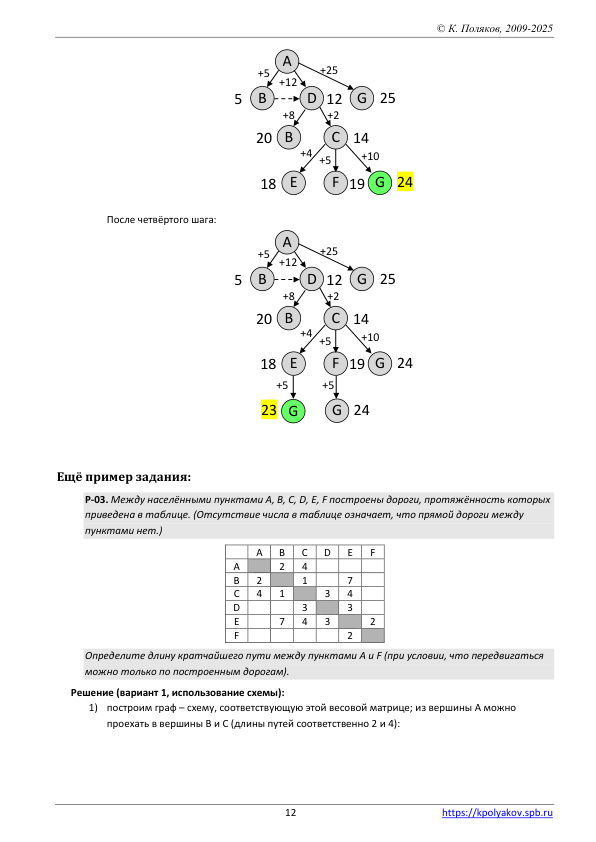 © К. Поляков, 2009-2025
A
+5 +12 +25
5 B D 12 G 25
+8 +2
20 B C 14
+4 +5 +10
18 E F 19 G 24
После четвёртого шага:
A
+5 +12 +25
5 B D 12 G 25
+8 +2
20 B C 14
+4 +5 +10
18 E F 19 G 24
+5 +5
23 G G 24
Ещё пример задания:
Р-03. Между населёнными пунктами A, B, C, D, E, F построены дороги, протяжённость которых
приведена в таблице. (Отсутствие числа в таблице означает, что прямой дороги между
пунктами нет.)
A B C D E F
A 2 4
B 2 1 7
C 4 1 3 4
D 3 3
E 7 4 3 2
F 2
Определите длину кратчайшего пути между пунктами A и F (при условии, что передвигаться
можно только по построенным дорогам).
Решение (вариант 1, использование схемы):
1) построим граф – схему, соответствующую этой весовой матрице; из вершины A можно
проехать в вершины B и C (длины путей соответственно 2 и 4):
12 https://kpolyakov.spb.ru